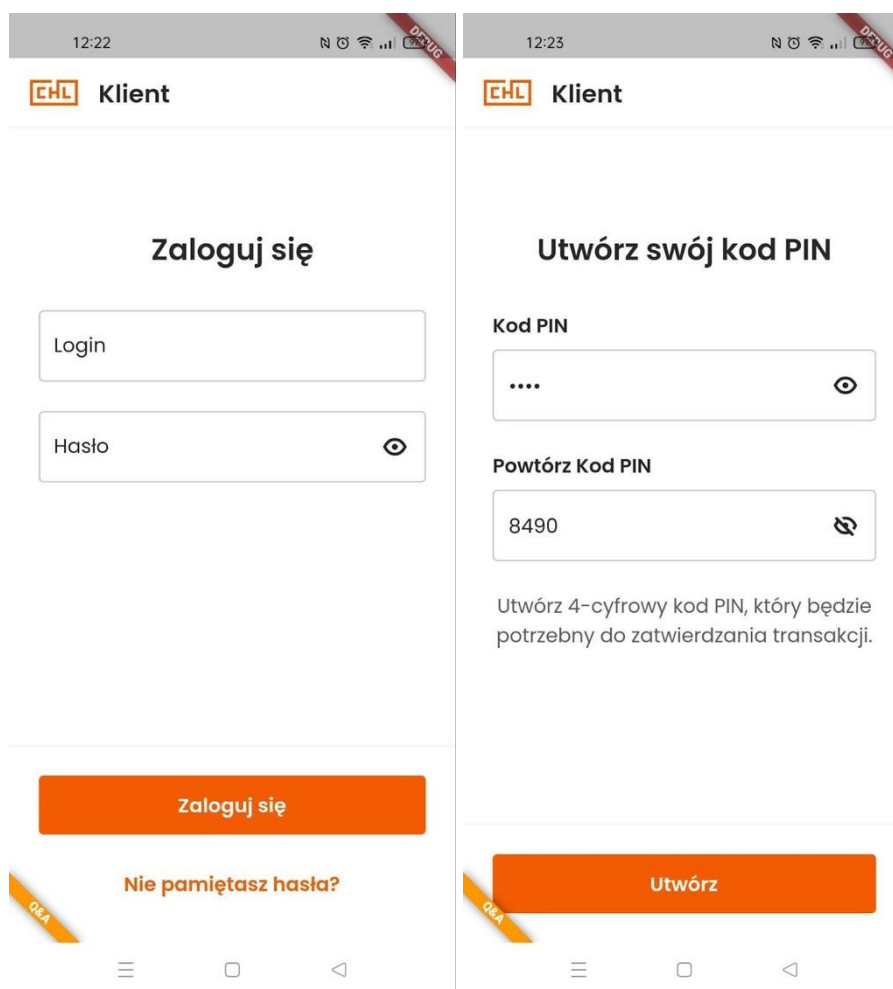 12:22
DEBUG
CHL Klient
Zaloguj się
Login
Hasło
Zaloguj się
Nie pamiętasz hasła?
Q&A
12:23
DEBUG
CHL Klient
Utwórz swój kod PIN
Kod PIN
••••
Powtórz Kod PIN
8490
Utwórz 4-cyfrowy kod PIN, który będzie
potrzebny do zatwierdzania transakcji.
Utwórz
Q&A